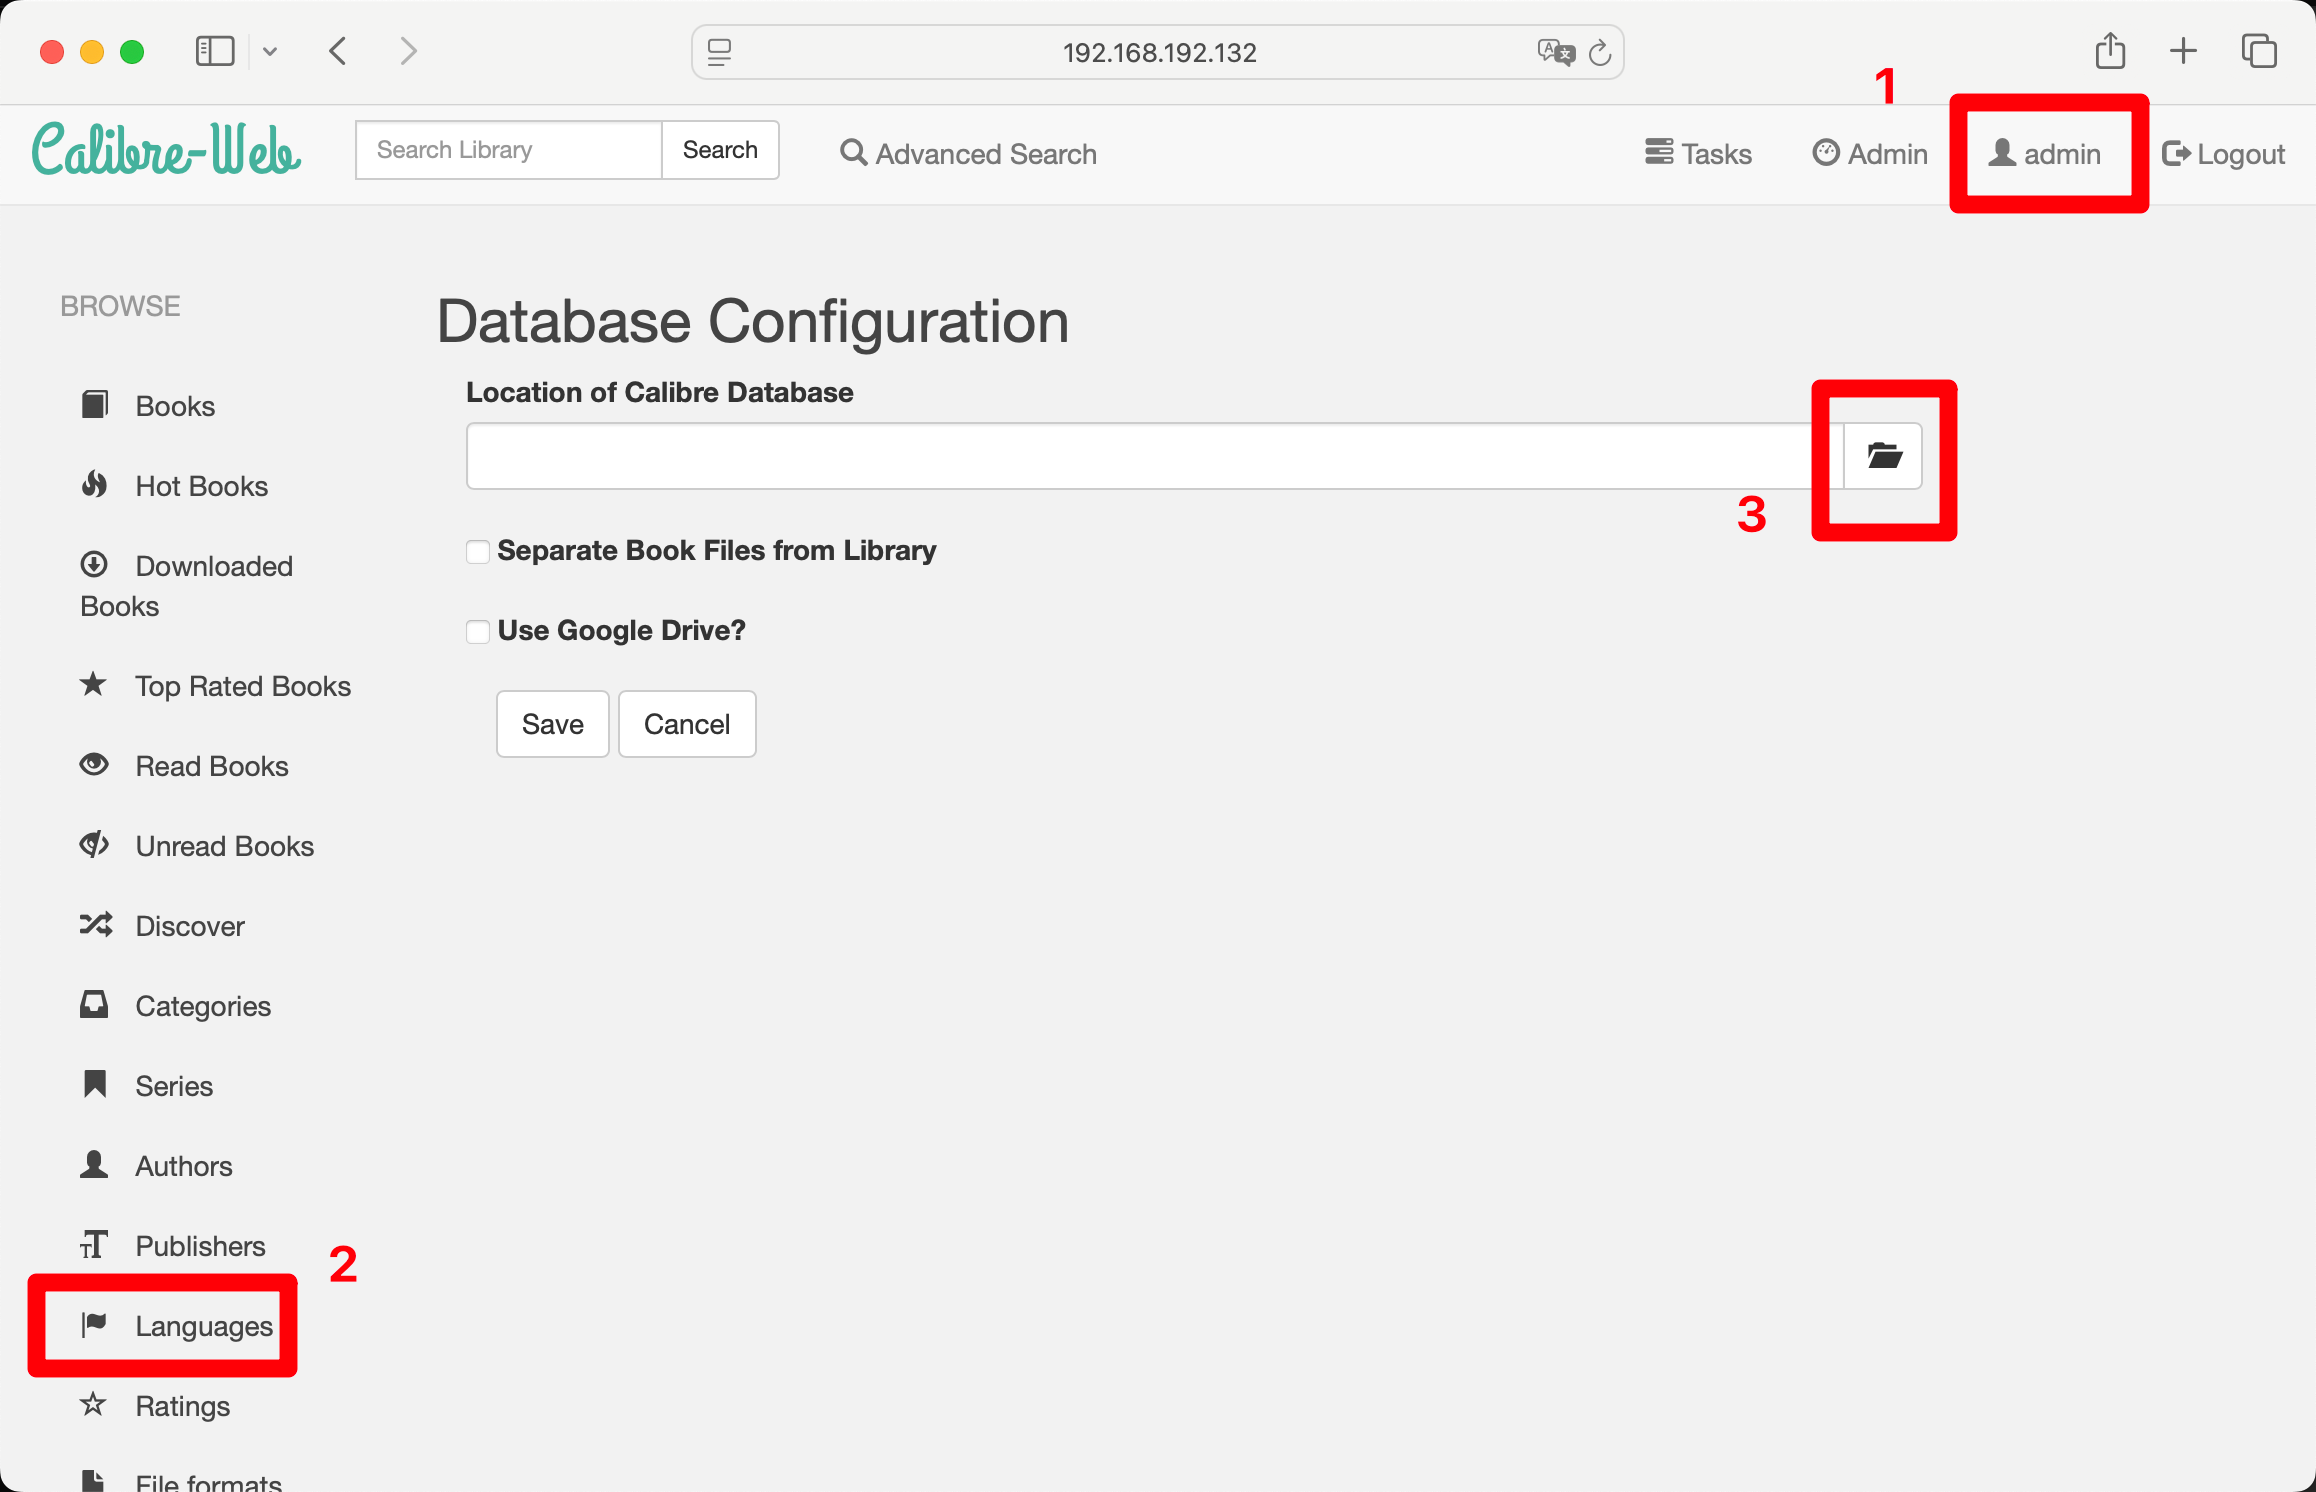 192.168.192.132
1
Calibre-Web
Search Library
Search
Advanced Search
Tasks
Admin
admin
Logout
BROWSE
Books
Hot Books
Downloaded
Books
Top Rated Books
Read Books
Unread Books
Discover
Categories
Series
Authors
Publishers
2
Languages
Ratings
File formats
Database Configuration
Location of Calibre Database
3
Separate Book Files from Library
Use Google Drive?
Save
Cancel